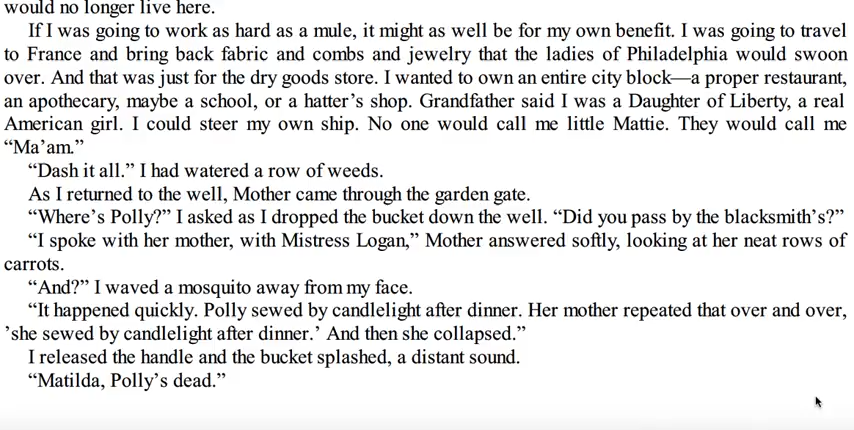 would no longer live here.
If I was going to work as hard as a mule, it might as well be for my own benefit. I was going to travel
to France and bring back fabric and combs and jewelry that the ladies of Philadelphia would swoon
over. And that was just for the dry goods store. I wanted to own an entire city block—a proper restaurant,
an apothecary, maybe a school, or a hatter’s shop. Grandfather said I was a Daughter of Liberty, a real
American girl. I could steer my own ship. No one would call me little Mattie. They would call me
“Ma’am.”
“Dash it all.” I had watered a row of weeds.
As I returned to the well, Mother came through the garden gate.
“Where’s Polly?” I asked as I dropped the bucket down the well. “Did you pass by the blacksmith’s?”
“I spoke with her mother, with Mistress Logan,” Mother answered softly, looking at her neat rows of
carrots.
“And?” I waved a mosquito away from my face.
“It happened quickly. Polly sewed by candlelight after dinner. Her mother repeated that over and over,
’she sewed by candlelight after dinner.’ And then she collapsed.”
I released the handle and the bucket splashed, a distant sound.
“Matilda, Polly’s dead.”